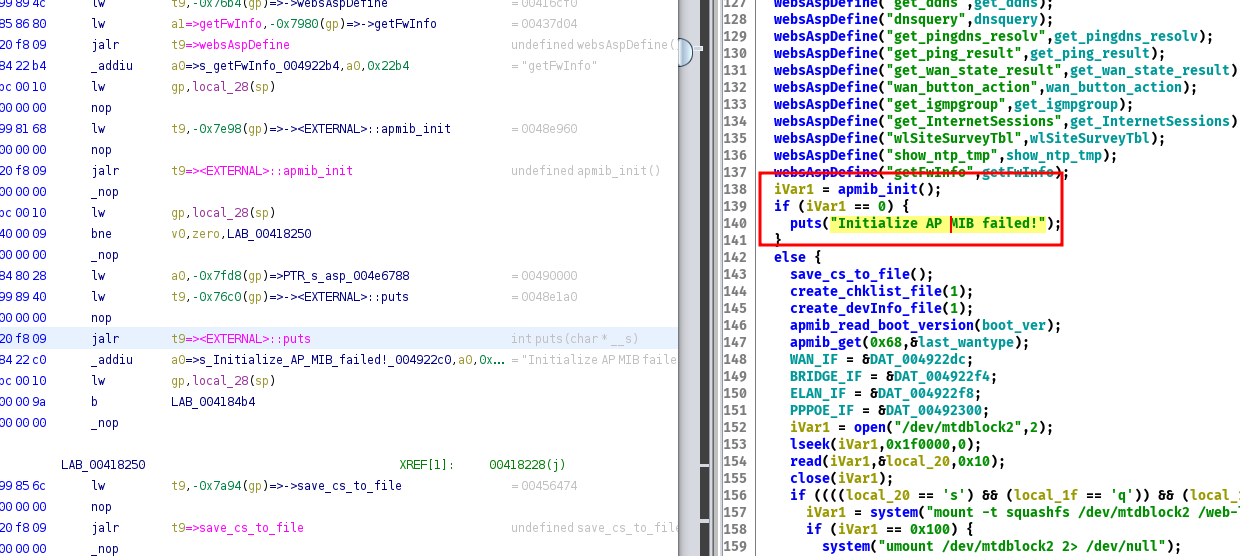 99 89 4c lw t9,-0x76b4(gp)=>->websAspDefine = 00416cf0
85 86 80 lw a1=>getFwInfo,-0x7980(gp)=>->getFwInfo = 00437d04
20 f8 09 jalr t9=>websAspDefine undefined websAspDefine(
84 22 b4 _addiu a0=>s_getFwInfo_004922b4,a0,0x22b4 = "getFwInfo"
bc 00 10 lw gp,local_28(sp)
00 00 00 nop
99 81 68 lw t9,-0x7e98(gp)=>-><EXTERNAL>::apmib_init = 0048e960
00 00 00 nop
20 f8 09 jalr t9=><EXTERNAL>::apmib_init undefined apmib_init()
00 00 00 _nop
bc 00 10 lw gp,local_28(sp)
40 00 09 bne v0,zero,LAB_00418250
00 00 00 _nop
84 80 28 lw a0,-0x7fd8(gp)=>PTR_s_asp_004e6788 = 00490000
99 89 40 lw t9,-0x76c0(gp)=>-><EXTERNAL>::puts = 0048e1a0
00 00 00 nop
20 f8 09 jalr t9=><EXTERNAL>::puts int puts(char * __s)
84 22 c0 _addiu a0=>s_Initialize_AP_MIB_failed!_004922c0,a0,0x... = "Initialize AP MIB faile
bc 00 10 lw gp,local_28(sp)
00 00 9a b LAB_004184b4
00 00 00 _nop
LAB_00418250 XREF[1]: 00418228(j)
99 85 6c lw t9,-0x7a94(gp)=>->save_cs_to_file = 00456474
00 00 00 nop
20 f8 09 jalr t9=>save_cs_to_file undefined save_cs_to_file
00 00 00 _nop
127 websAspDefine("get_ddns",get_ddns);
128 websAspDefine("dnsquery",dnsquery);
129 websAspDefine("get_pingdns_resolv",get_pingdns_resolv);
130 websAspDefine("get_ping_result",get_ping_result);
131 websAspDefine("get_wan_state_result",get_wan_state_result)
132 websAspDefine("wan_button_action",wan_button_action);
133 websAspDefine("get_igmpgroup",get_igmpgroup);
134 websAspDefine("get_InternetSessions",get_InternetSessions)
135 websAspDefine("wlSiteSurveyTbl",wlSiteSurveyTbl);
136 websAspDefine("show_ntp_tmp",show_ntp_tmp);
137 websAspDefine("getFwInfo",getFwInfo);
138 iVar1 = apmib_init();
139 if (iVar1 == 0) {
140 puts("Initialize AP MIB failed!");
141 }
142 else {
143 save_cs_to_file();
144 create_chklist_file(1);
145 create_devInfo_file(1);
146 apmib_read_boot_version(boot_ver);
147 apmib_get(0x68,&last_wantype);
148 WAN_IF = &DAT_004922dc;
149 BRIDGE_IF = &DAT_004922f4;
150 ELAN_IF = &DAT_004922f8;
151 PPPOE_IF = &DAT_00492300;
152 iVar1 = open("/dev/mtdblock2",2);
153 lseek(iVar1,0x1f0000,0);
154 read(iVar1,&local_20,0x10);
155 close(iVar1);
156 if ((((local_20 == 's') && (local_1f == 'q')) && (local_
157 iVar1 = system("mount -t squashfs /dev/mtdblock2 /web-
158 if (iVar1 == 0x100) {
159 system("umount /dev/mtdblock2 2> /dev/null");